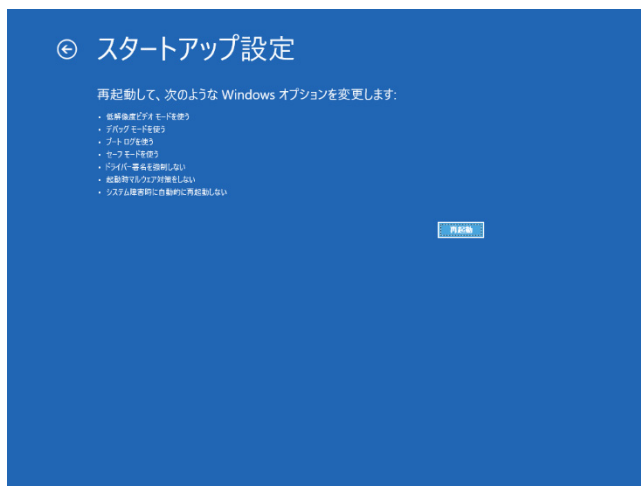 スタートアップ設定
再起動して、次のような Windows オプションを変更します:
• 低解像度ビデオ モードを使う
• デバッグ モードを使う
• ブート ログを使う
• セーフ モードを使う
• ドライバー署名を強制しない
• 起動時マルウェア対策をしない
• システム障害時に自動的に再起動しない
再起動